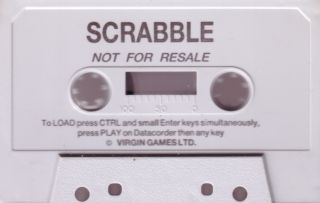 SCRABBLE
NOT FOR RESALE
100 50 0
To LOAD press CTRL and small Enter keys simultaneously,
press PLAY on Datacorder then any key
© VIRGIN GAMES LTD.